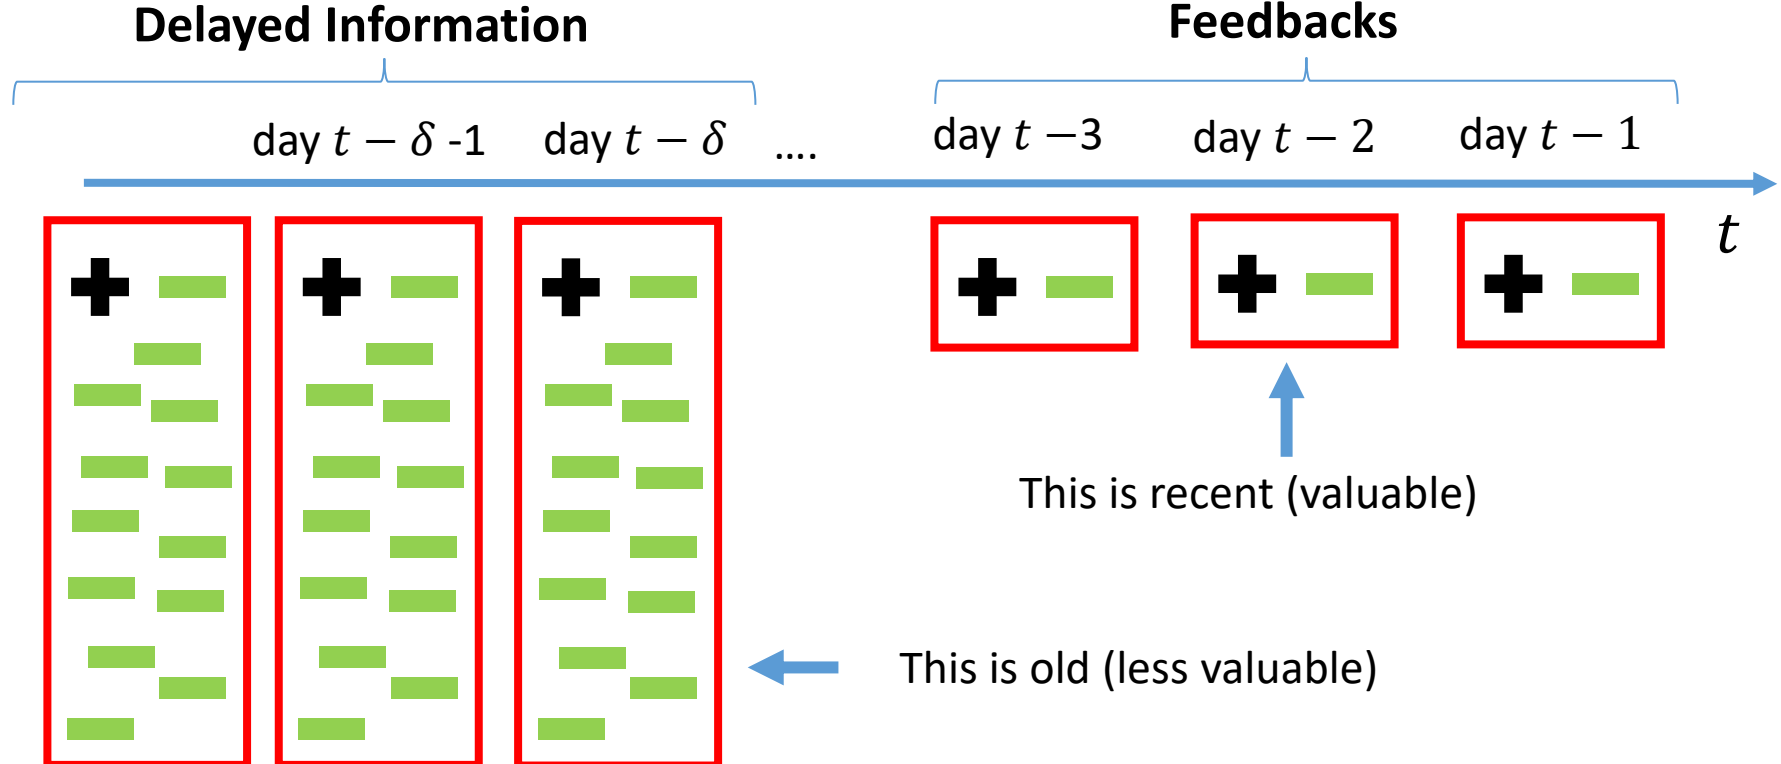 Delayed Information
Feedbacks
day 𝑡 − 𝛿 -1
day 𝑡 − 𝛿
....
day 𝑡 −3
day 𝑡 − 2
day 𝑡 − 1
𝑡
This is recent (valuable)
This is old (less valuable)